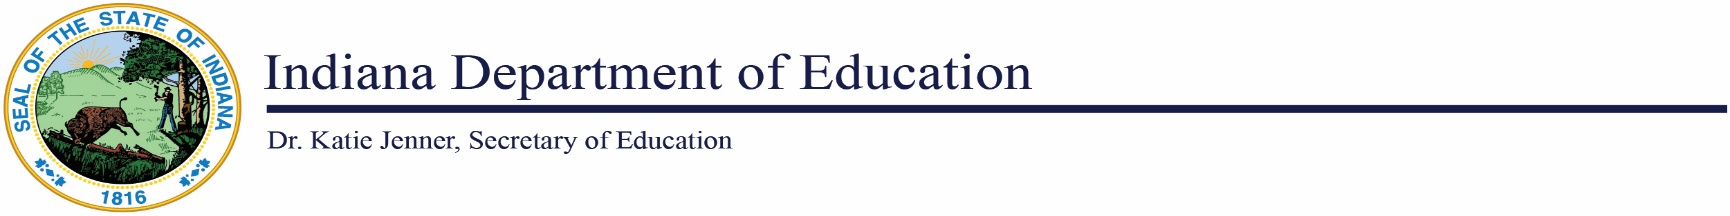 SEAL OF THE STATE OF INDIANA
1816
Indiana Department of Education
Dr. Katie Jenner, Secretary of Education